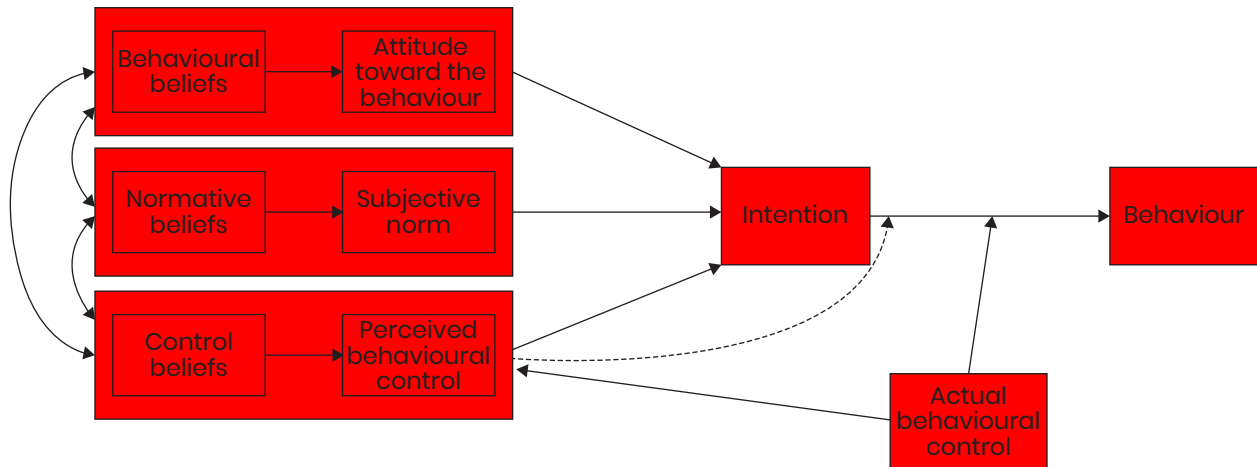 Behavioural
beliefs
Attitude
toward the
behaviour
Normative
beliefs
Subjective
norm
Intention
Behaviour
Control
beliefs
Perceived
behavioural
control
Actual
behavioural
control